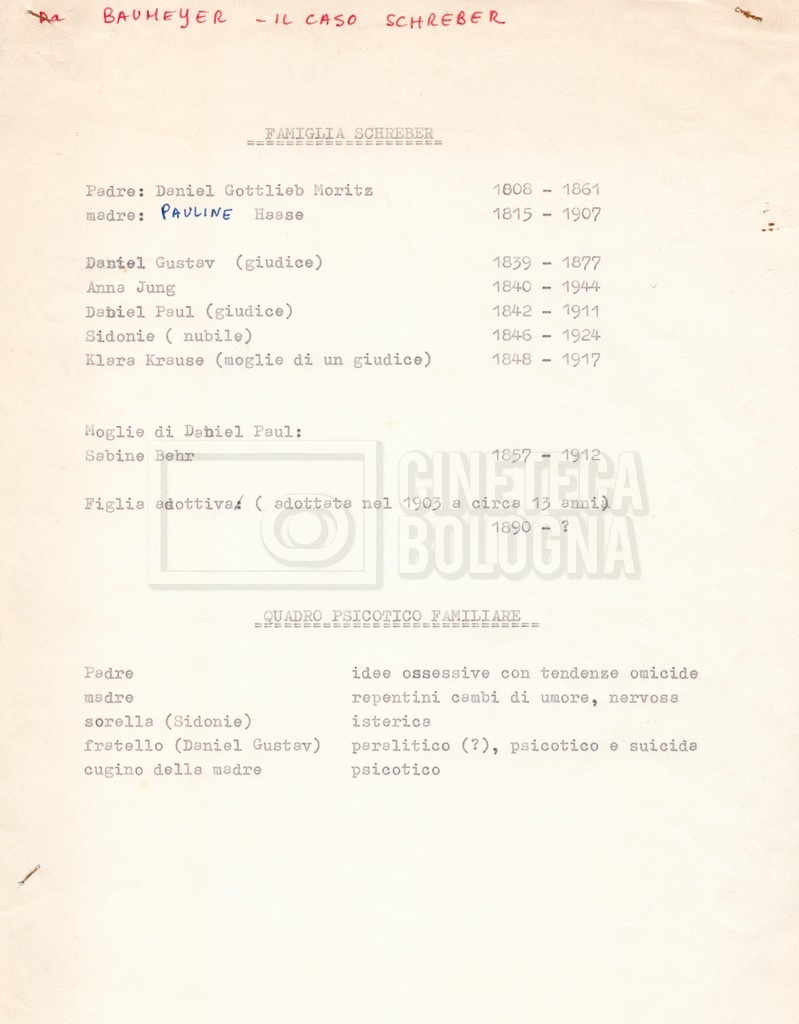 Da BAUMEYER - IL CASO SCHREBER
FAMIGLIA SCHREBER
Padre: Daniel Gottlieb Moritz 1808 - 1861
madre: PAULINE Haase 1815 - 1907
Daniel Gustav (giudice) 1839 - 1877
Anna Jung 1840 - 1944
Daniel Paul (giudice) 1842 - 1911
Sidonie ( nubile) 1846 - 1924
Klara Krause (moglie di un giudice) 1848 - 1917
Moglie di Daniel Paul:
Sabine Behr 1857 - 1912
Figlia adottiva: ( adottata nel 1903 a circa 13 anni)
1890 - ?
CINETECA
BOLOGNA
QUADRO PSICOTICO FAMILIARE
Padre idee ossessive con tendenze omicide
madre repentini cambi di umore, nervosa
sorella (Sidonie) isterica
fratello (Daniel Gustav) paralitico (?), psicotico e suicida
cugino della madre psicotico